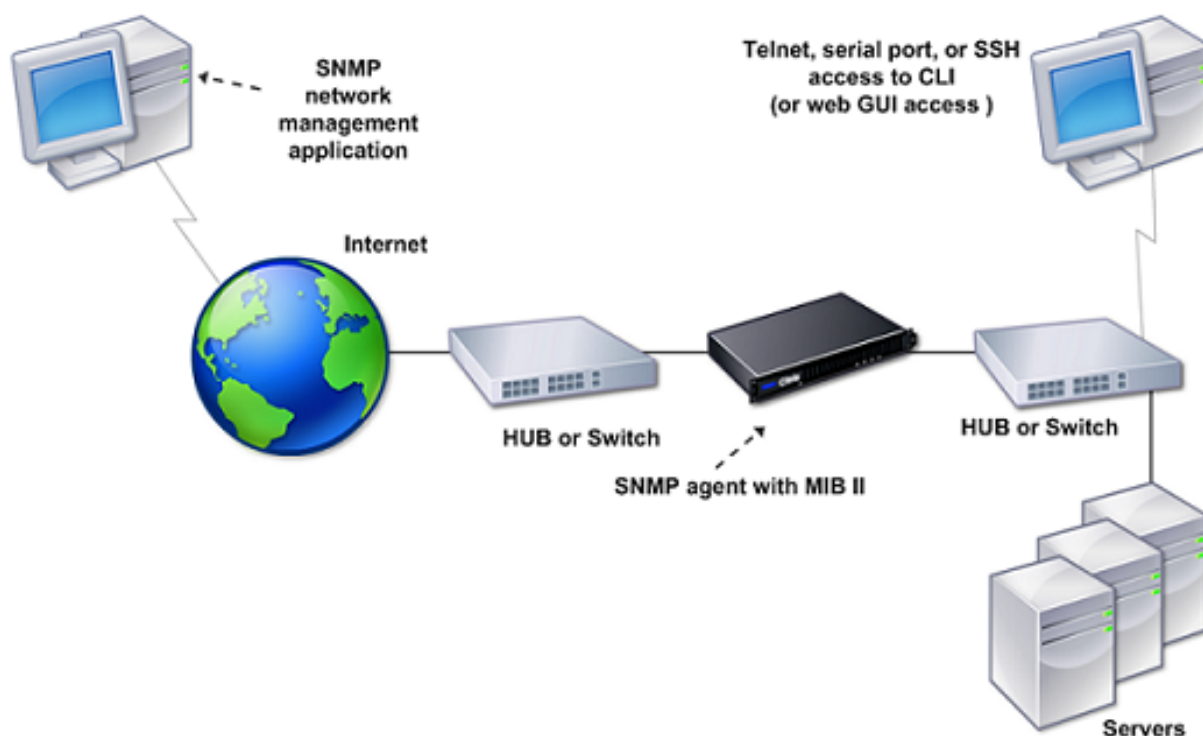 SNMP
network
management
application
Telnet, serial port, or SSH
access to CLI
(or web GUI access )
Internet
HUB or Switch
HUB or Switch
SNMP agent with MIB II
Servers